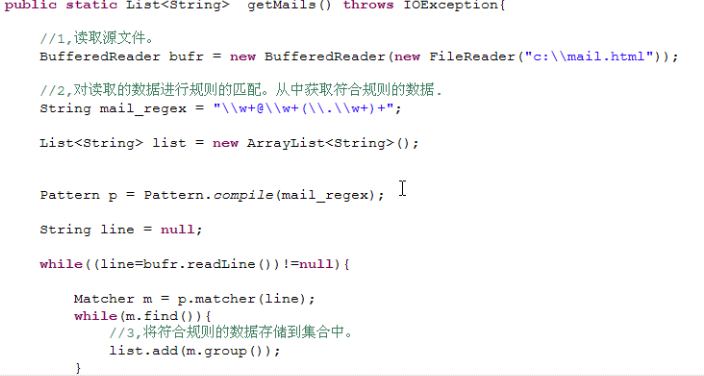 public static List<String> getMails() throws IOException{
//1,读取源文件。
BufferedReader bufr = new BufferedReader(new FileReader("c:\\mail.html"));
//2,对读取的数据进行规则的匹配。从中获取符合规则的数据.
String mail_regex = "\\w+@\\w+(\\.\\w+)+";
List<String> list = new ArrayList<String>();
Pattern p = Pattern.compile(mail_regex);
String line = null;
while((line=bufr.readLine())!=null){
Matcher m = p.matcher(line);
while(m.find()){
//3,将符合规则的数据存储到集合中。
list.add(m.group());
}